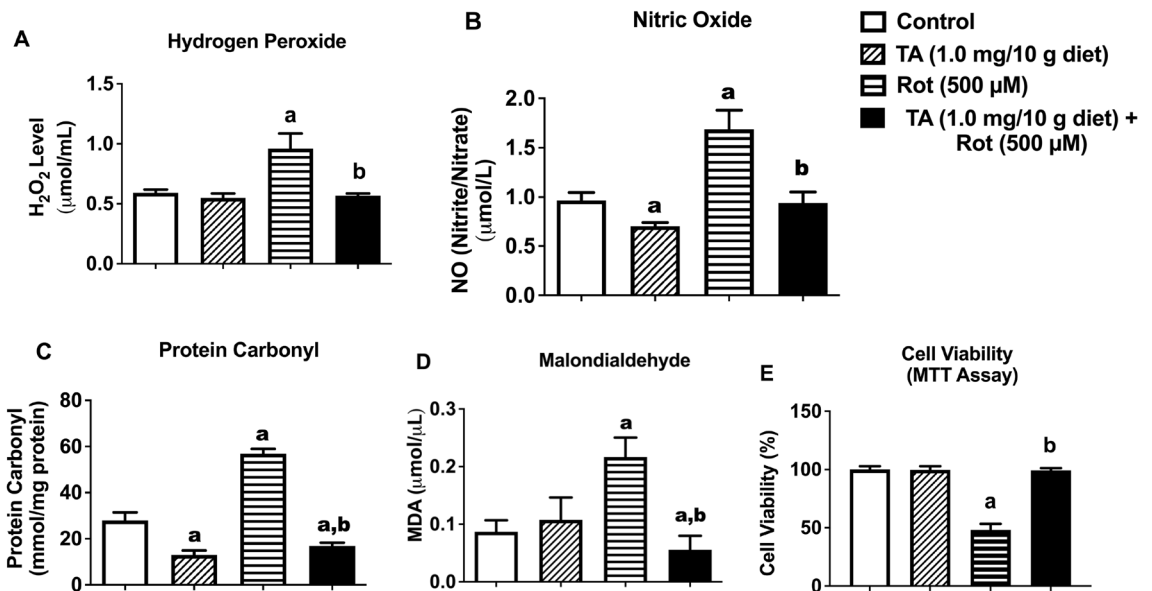 A
Hydrogen Peroxide
H₂O₂ Level
(μmol/mL)
1.5
1.0
0.5
0.0
a
b
B
Nitric Oxide
NO (Nitrite/Nitrate)
(μmol/L)
2.0
1.5
1.0
0.5
0.0
a
a
b
Control
TA (1.0 mg/10 g diet)
Rot (500 μM)
TA (1.0 mg/10 g diet) +
Rot (500 μM)
C
Protein Carbonyl
Protein Carbonyl
(mmol/mg protein)
80
60
40
20
0
a
a
a,b
D
Malondialdehyde
MDA (μmol/μL)
0.3
0.2
0.1
0.0
a
a,b
E
Cell Viability
(MTT Assay)
Cell Viability (%)
150
100
50
0
a
b